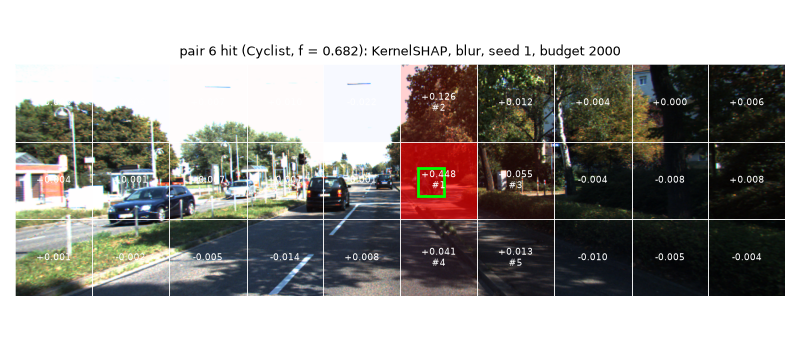 pair 6 hit (Cyclist, f = 0.682): KernelSHAP, blur, seed 1, budget 2000
+0.126 +0.012 +0.004 +0.000 +0.006
#2
+0.448 +0.055 -0.004 -0.008 +0.008
#1 #3
+0.001 -0.005 -0.014 +0.008 +0.041 +0.013 -0.010 -0.005 -0.004
#4 #5